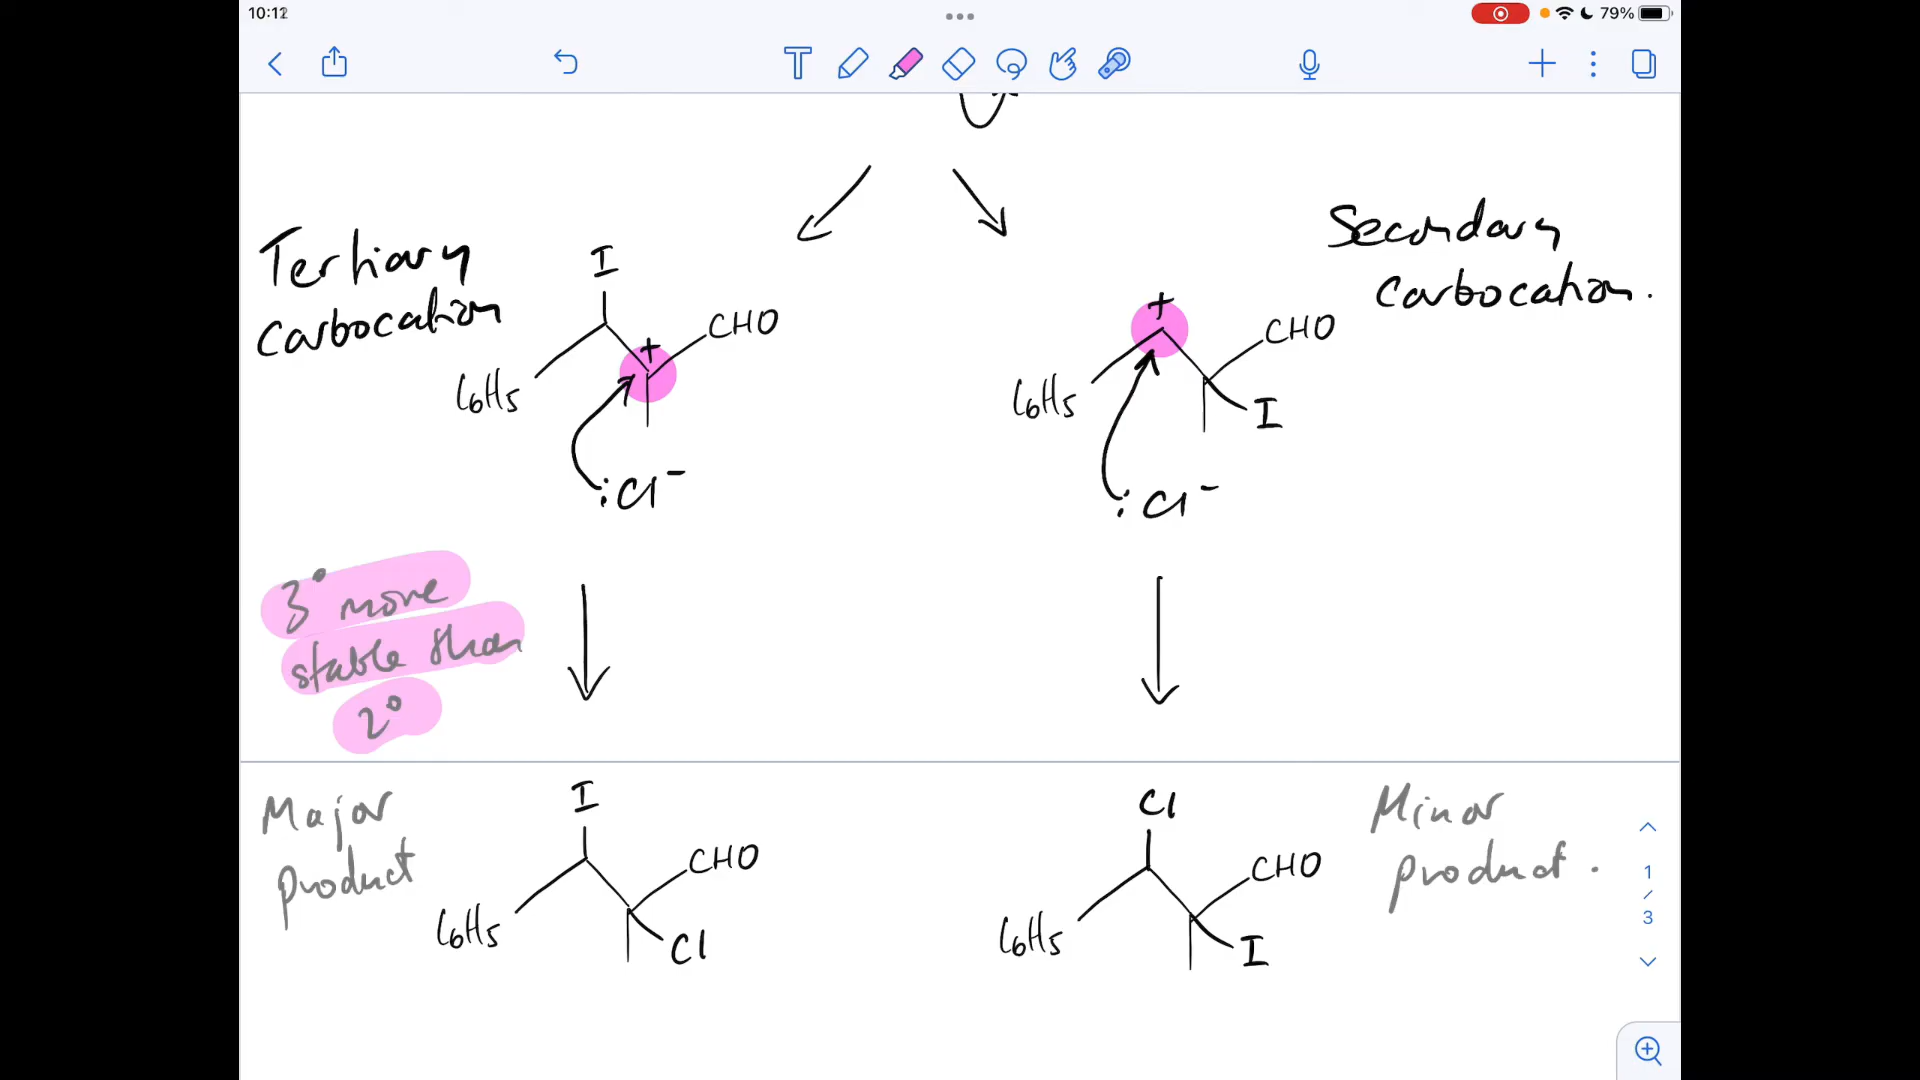 10:12
79%
T
Tertiary
carbocation
I
CHO
+
C6H5
:Cl−
Secondary
carbocation.
+
CHO
C6H5
I
:Cl−
3° more
stable than
2°
Major
product
I
CHO
C6H5
Cl
Cl
CHO
C6H5
I
Minor
product.
1
/
3